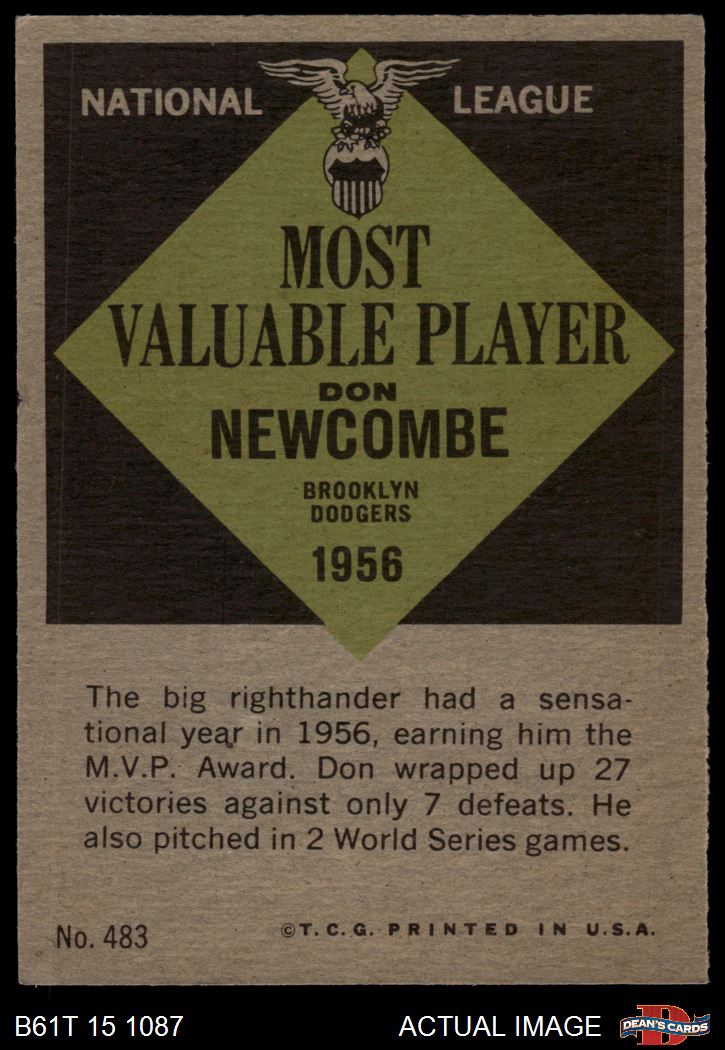 NATIONAL LEAGUE
MOST
VALUABLE PLAYER
DON
NEWCOMBE
BROOKLYN
DODGERS
1956
The big righthander had a sensa-
tional year in 1956, earning him the
M.V.P. Award. Don wrapped up 27
victories against only 7 defeats. He
also pitched in 2 World Series games.
No. 483 ©T.C.G. PRINTED IN U.S.A.
B61T 15 1087 ACTUAL IMAGE DEAN'S CARDS